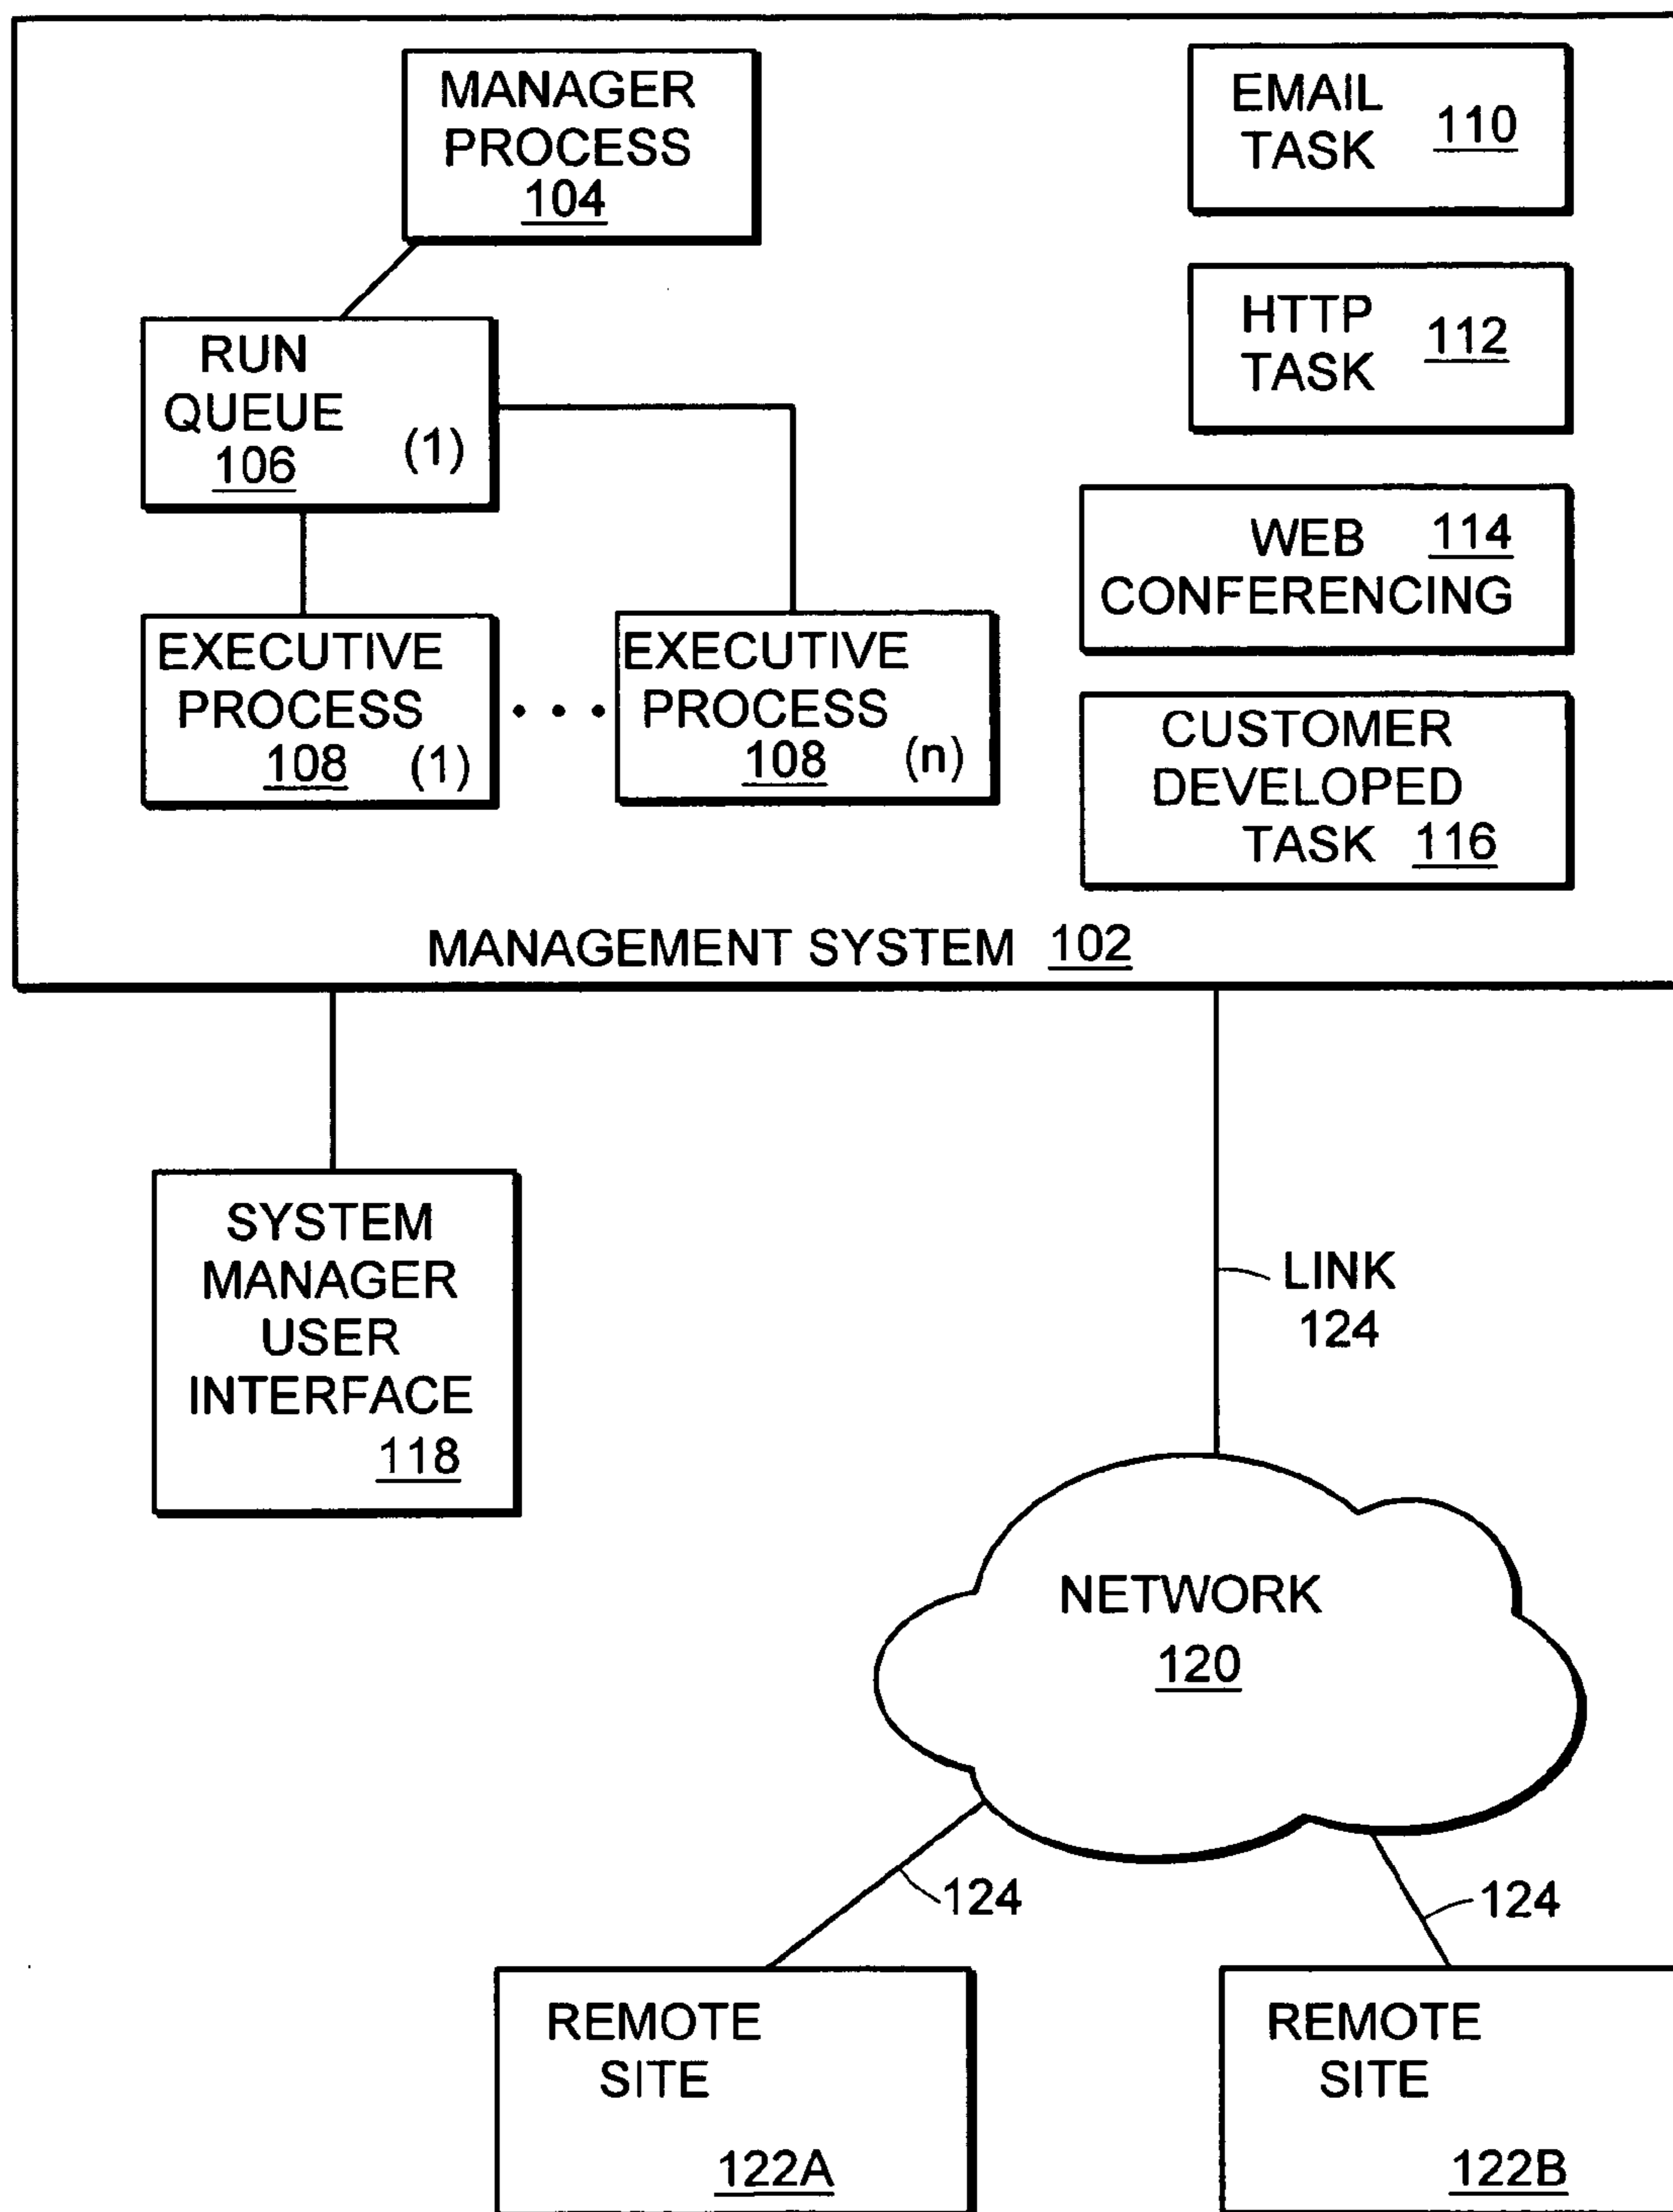 MANAGER
PROCESS
104
RUN
QUEUE
106
(1)
EXECUTIVE
PROCESS
108
(1)
EXECUTIVE
PROCESS
108
(n)
EMAIL
TASK
110
HTTP
TASK
112
WEB
114
CONFERENCING
CUSTOMER
DEVELOPED
TASK 116
MANAGEMENT SYSTEM 102
SYSTEM
MANAGER
USER
INTERFACE
118
LINK
124
NETWORK
120
124
124
REMOTE
SITE
122A
REMOTE
SITE
122B